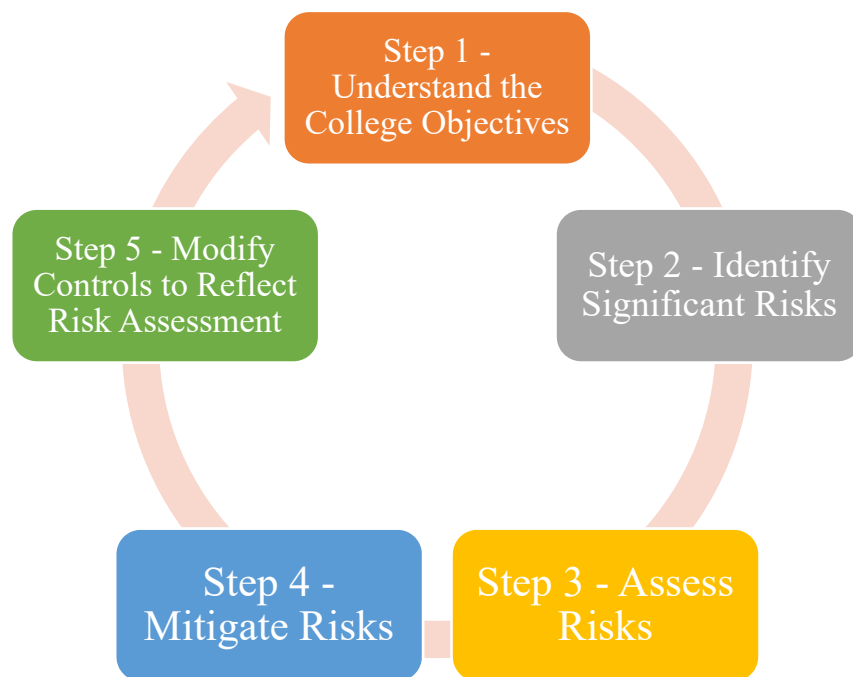 Step 1 -
Understand the
College Objectives
Step 2 - Identify
Significant Risks
Step 3 - Assess
Risks
Step 4 -
Mitigate Risks
Step 5 - Modify
Controls to Reflect
Risk Assessment